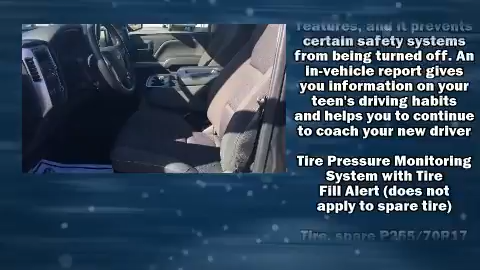 features, and it prevents
certain safety systems
from being turned off. An
in-vehicle report gives
you information on your
teen's driving habits
and helps you to continue
to coach your new driver
Tire Pressure Monitoring
System with Tire
Fill Alert (does not
apply to spare tire)
Tire, spare P265/70R17